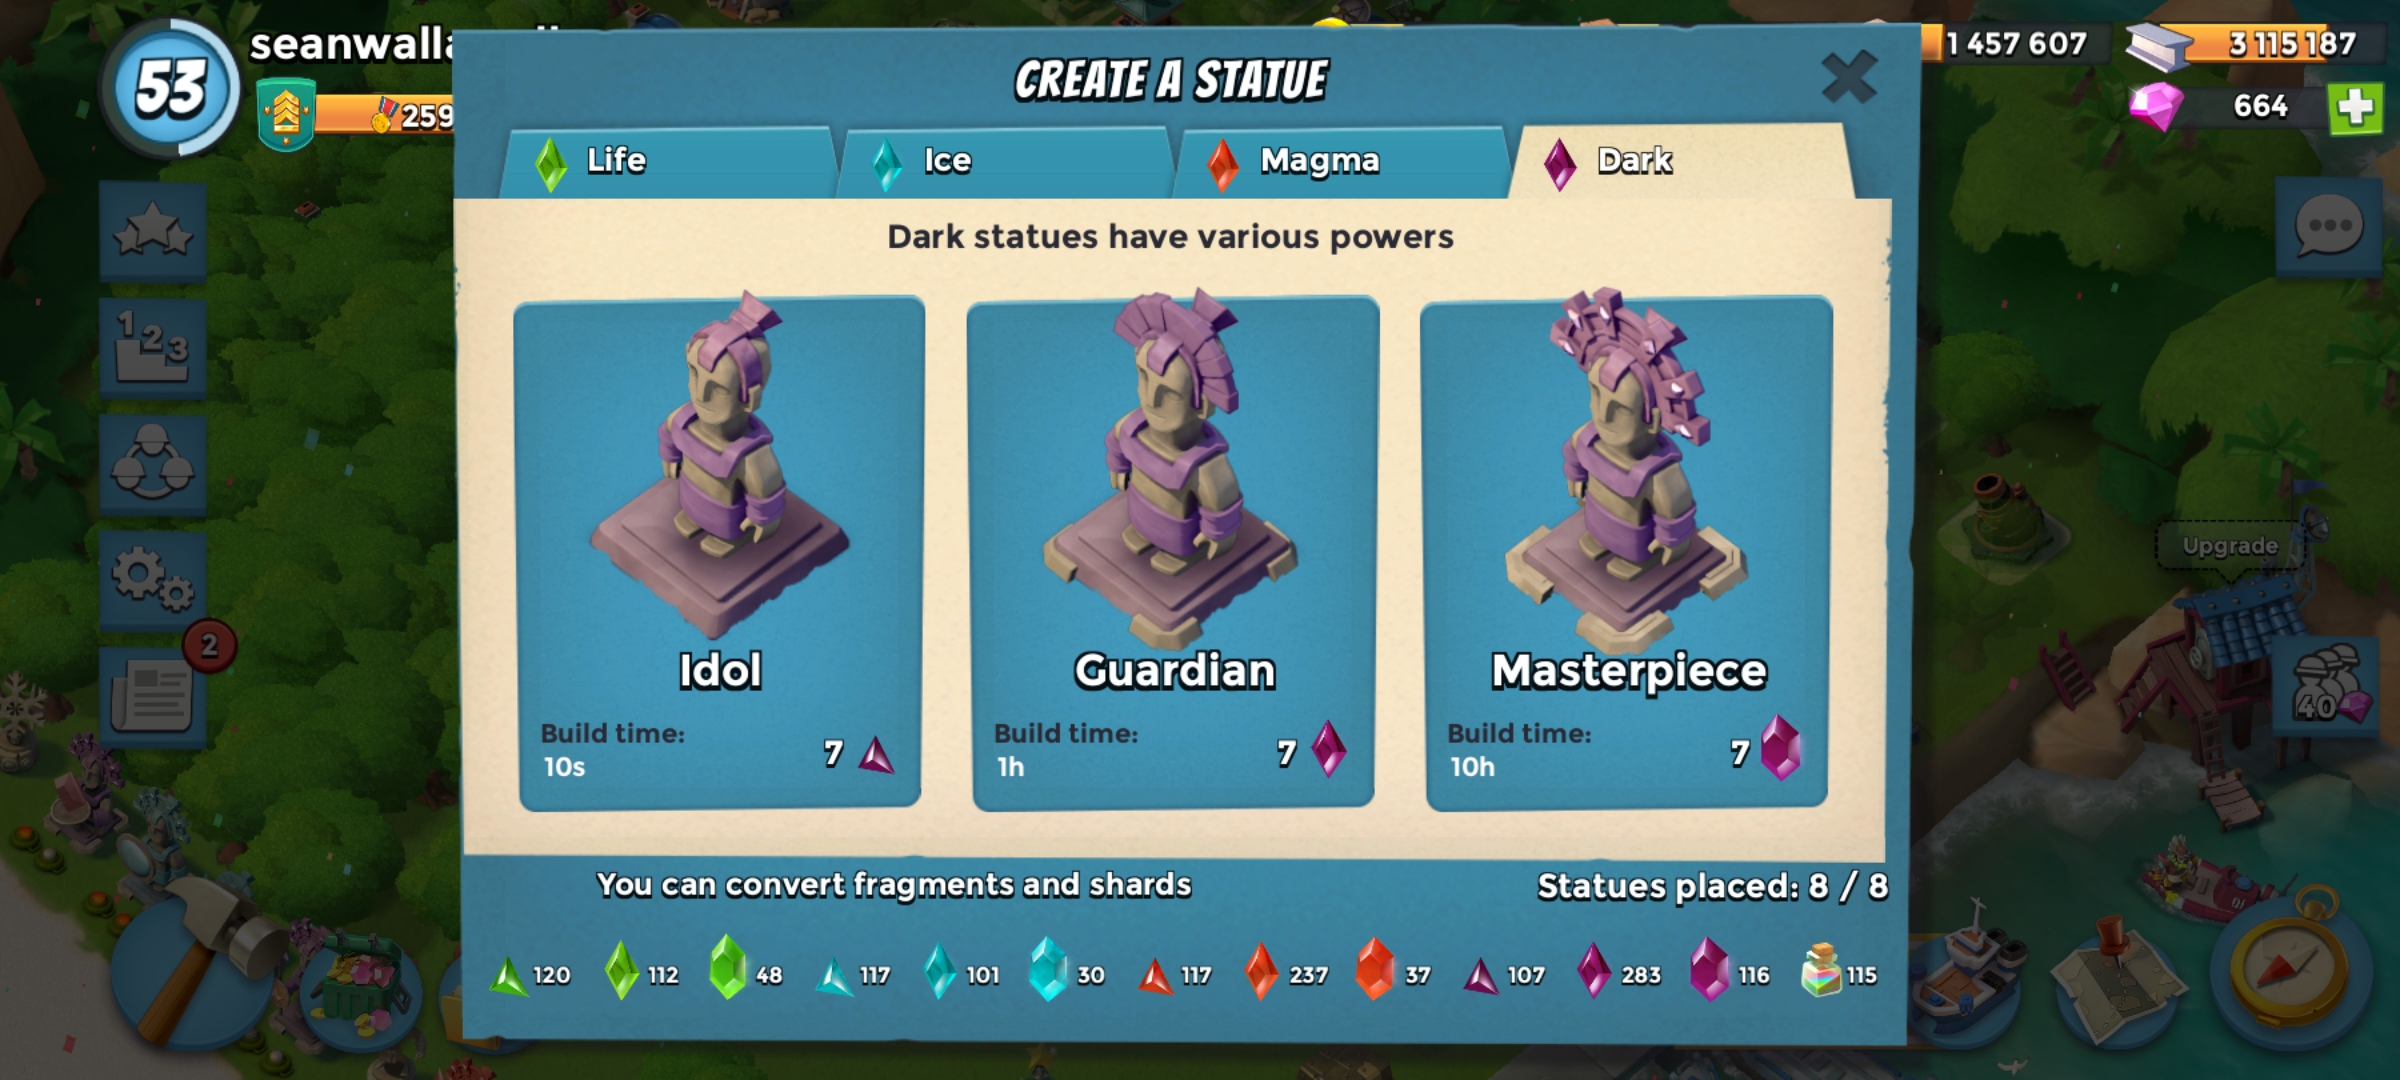 53
259
1 457 607
3 115 187
664
CREATE A STATUE
Life
Ice
Magma
Dark
Dark statues have various powers
Idol
Build time:
10s
7
Guardian
Build time:
1h
7
Masterpiece
Build time:
10h
7
You can convert fragments and shards
Statues placed: 8 / 8
120 112 48 117 101 30 117 237 37 107 283 116 115
1 2 3
2
Upgrade
40